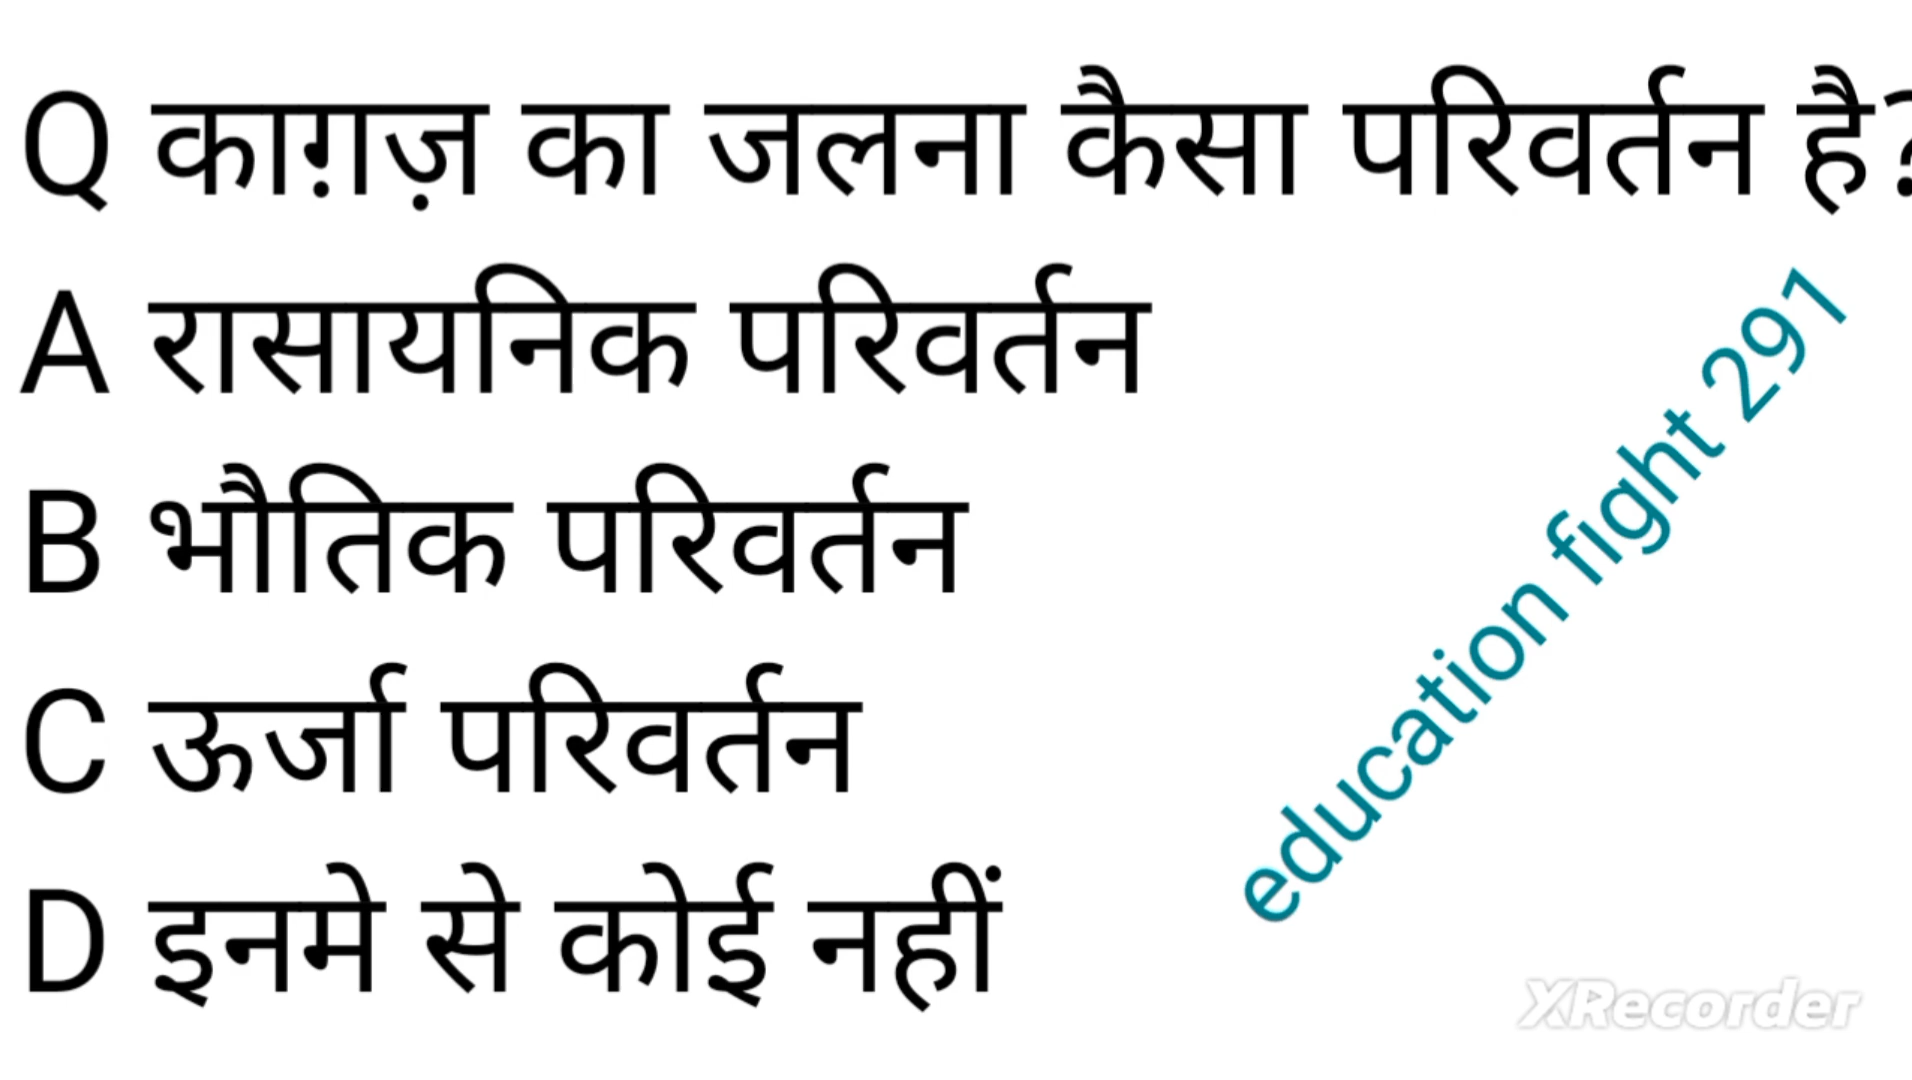 Q काग़ज़ का जलना कैसा परिवर्तन है?
A रासायनिक परिवर्तन
B भौतिक परिवर्तन
C ऊर्जा परिवर्तन
D इनमे से कोई नहीं
education fight 291
XRecorder